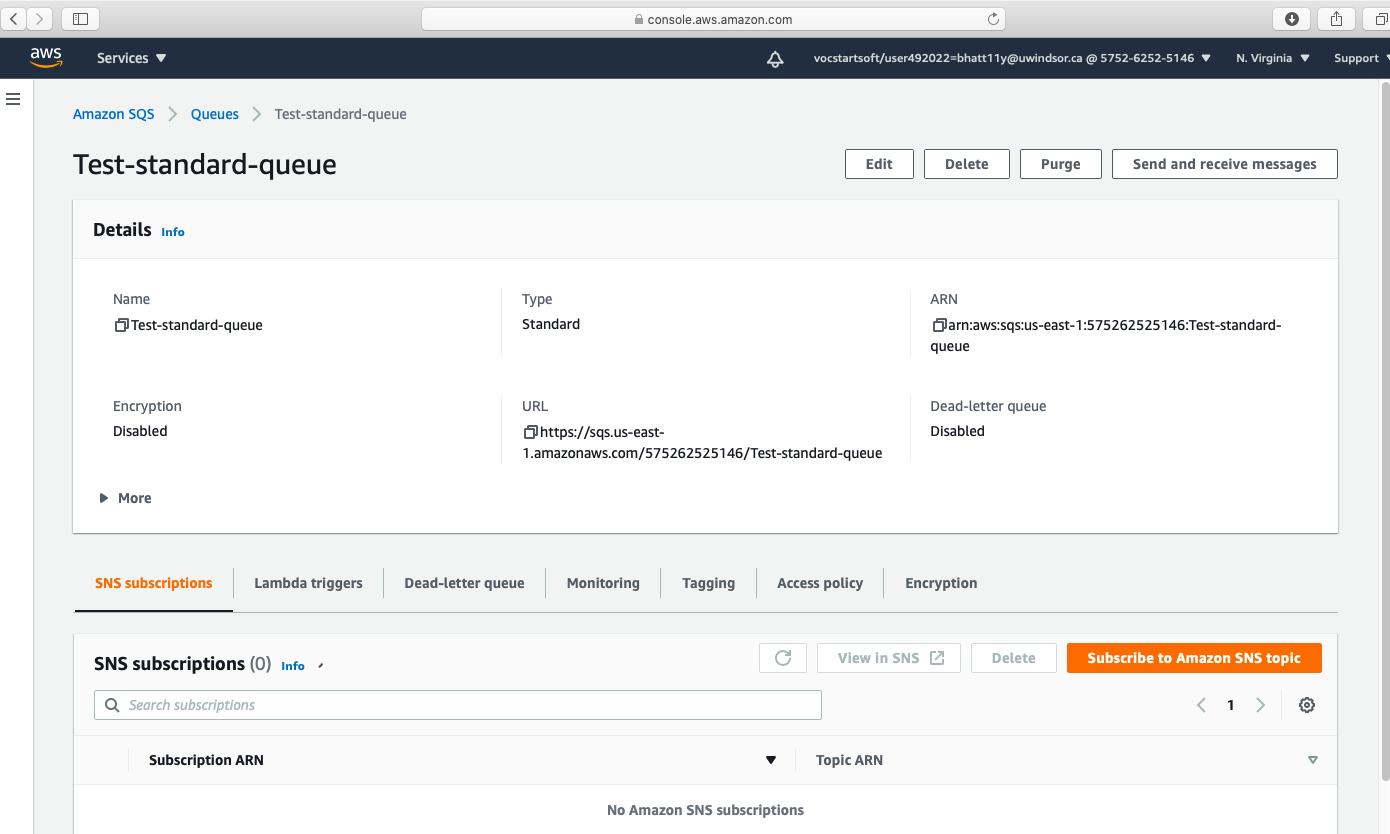 console.aws.amazon.com
aws Services vocstartsoft/user492022=bhatt11y@uwindsor.ca @ 5752-6252-5146 N. Virginia Support
Amazon SQS Queues Test-standard-queue
Test-standard-queue Edit Delete Purge Send and receive messages
Details Info
Name Type ARN
Test-standard-queue Standard arn:aws:sqs:us-east-1:575262525146:Test-standard-
queue
Encryption URL Dead-letter queue
Disabled https://sqs.us-east- Disabled
1.amazonaws.com/575262525146/Test-standard-queue
More
SNS subscriptions Lambda triggers Dead-letter queue Monitoring Tagging Access policy Encryption
SNS subscriptions (0) Info View in SNS Delete Subscribe to Amazon SNS topic
Search subscriptions 1
Subscription ARN Topic ARN
No Amazon SNS subscriptions